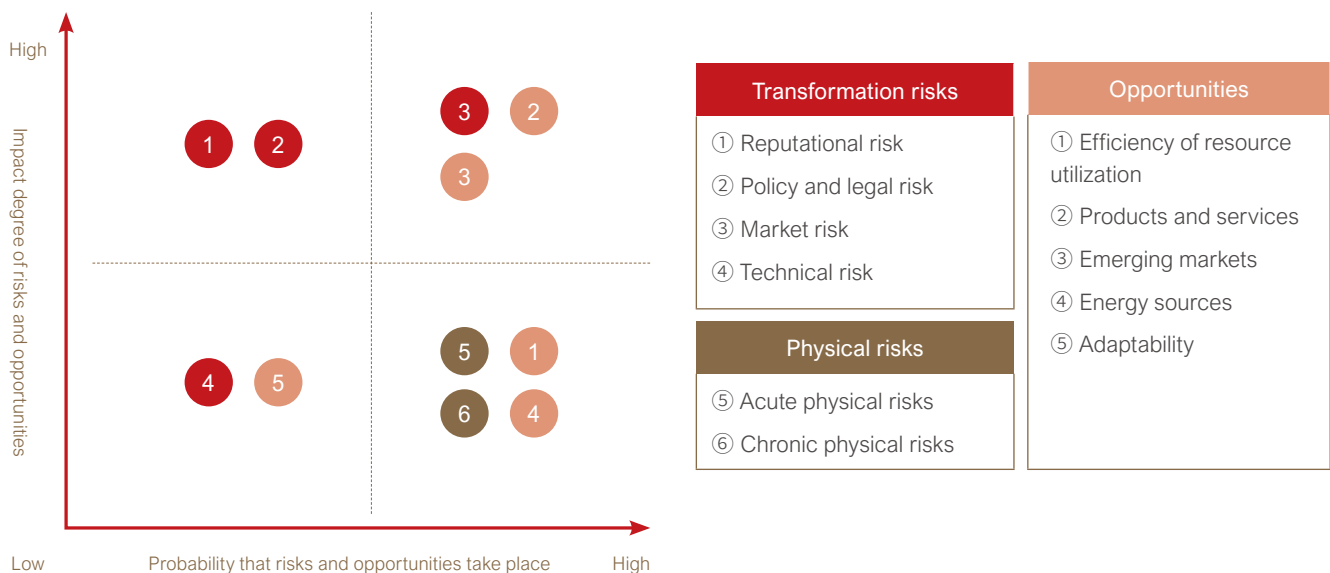 High
Impact degree of risks and opportunities
1 2
3 2
3
4 5
5 1
6 4
Low
Probability that risks and opportunities take place
High
Transformation risks
① Reputational risk
② Policy and legal risk
③ Market risk
④ Technical risk
Physical risks
⑤ Acute physical risks
⑥ Chronic physical risks
Opportunities
① Efficiency of resource
utilization
② Products and services
③ Emerging markets
④ Energy sources
⑤ Adaptability